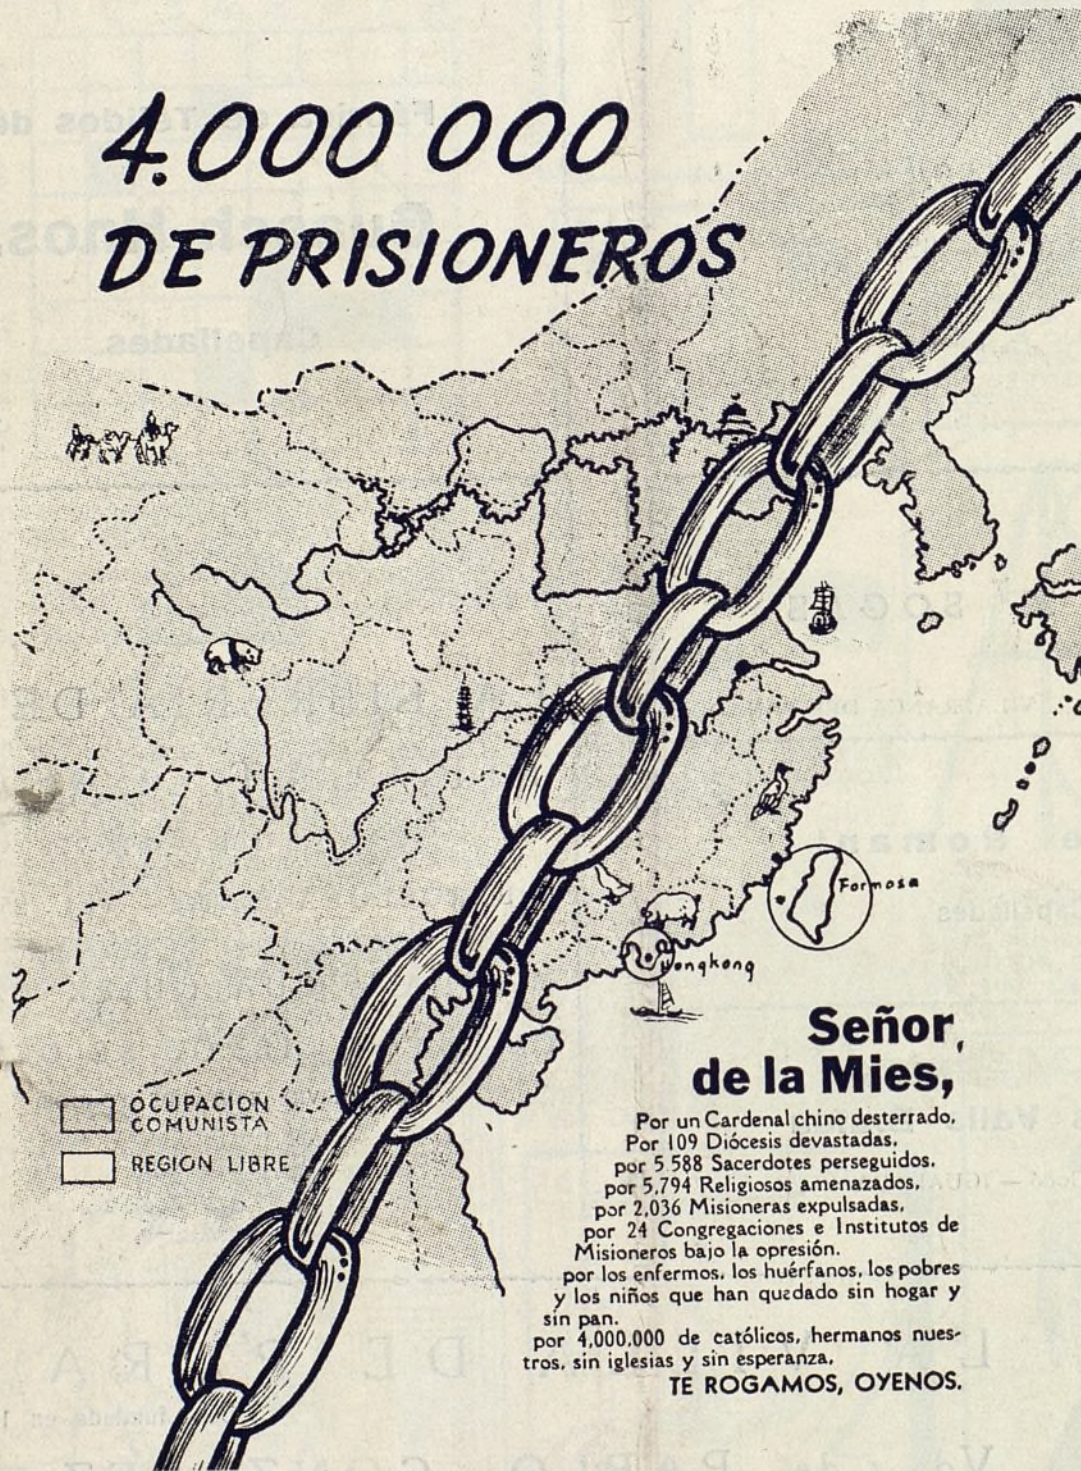 4.000 000
DE PRISIONEROS
Formosa
Hongkong
OCUPACION
COMUNISTA
REGION LIBRE
Señor,
de la Mies,
Por un Cardenal chino desterrado.
Por 109 Diócesis devastadas.
por 5.588 Sacerdotes perseguidos.
por 5.794 Religiosos amenazados.
por 2,036 Misioneras expulsadas.
por 24 Congregaciones e Institutos de
Misioneros bajo la opresión.
por los enfermos. los huérfanos. los pobres
y los niños que han quedado sin hogar y
sin pan.
por 4,000.000 de católicos, hermanos nues-
tros. sin iglesias y sin esperanza.
TE ROGAMOS, OYENOS.